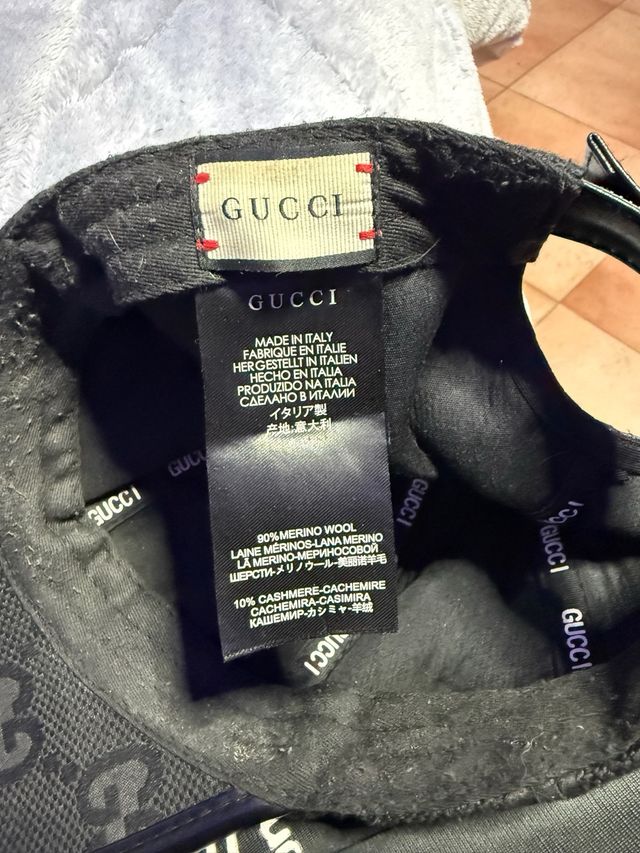 GUCCI
GUCCI
MADE IN ITALY
FABRIQUE EN ITALIE
HERGESTELLT IN ITALIEN
HECHO EN ITALIA
PRODUZIDO NA ITALIA
СДЕЛАНО В ИТАЛИИ
イタリア製
产地:意大利
90% MERINO WOOL
LAINE MÉRINOS-LANA MERINO
LÃ MERINO-МЕРИНОСОВОЙ
ШЕРСТИ-メリノウール-美丽诺羊毛
10% CASHMERE-CACHEMIRE
CACHEMIRA-CASIMIRA
КАШЕМИР-カシミヤ-羊绒
GUCCI
GUCCI
GUCCI
GUCCI
GUCCI
GUCCI